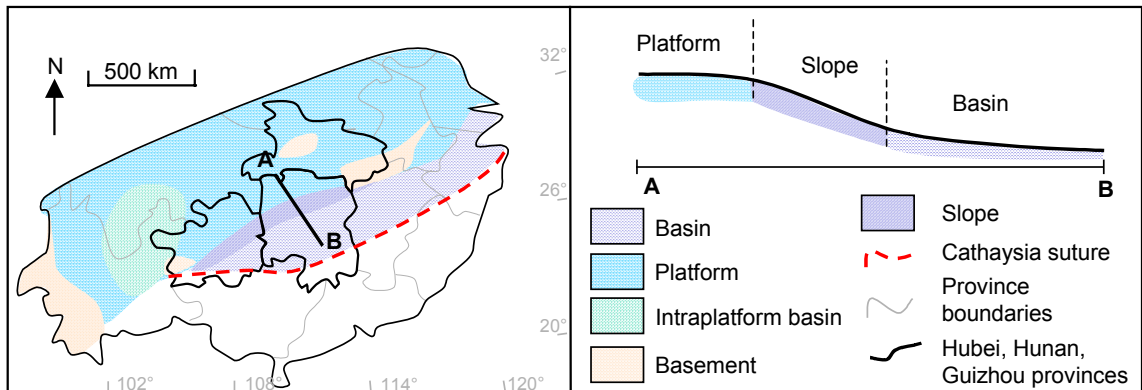 N
500 km
32°
26°
20°
A
B
102°
108°
114°
120°
Platform
Slope
Basin
A
B
Basin
Platform
Intraplatform basin
Basement
Slope
Cathaysia suture
Province
boundaries
Hubei, Hunan,
Guizhou provinces